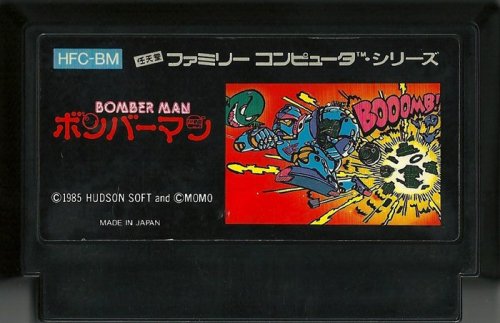 HFC-BM 任天堂 ファミリー コンピュータ™・シリーズ
BOMBER MAN
ボンバーマン
BOOOMB!
©1985 HUDSON SOFT and ©MOMO
MADE IN JAPAN